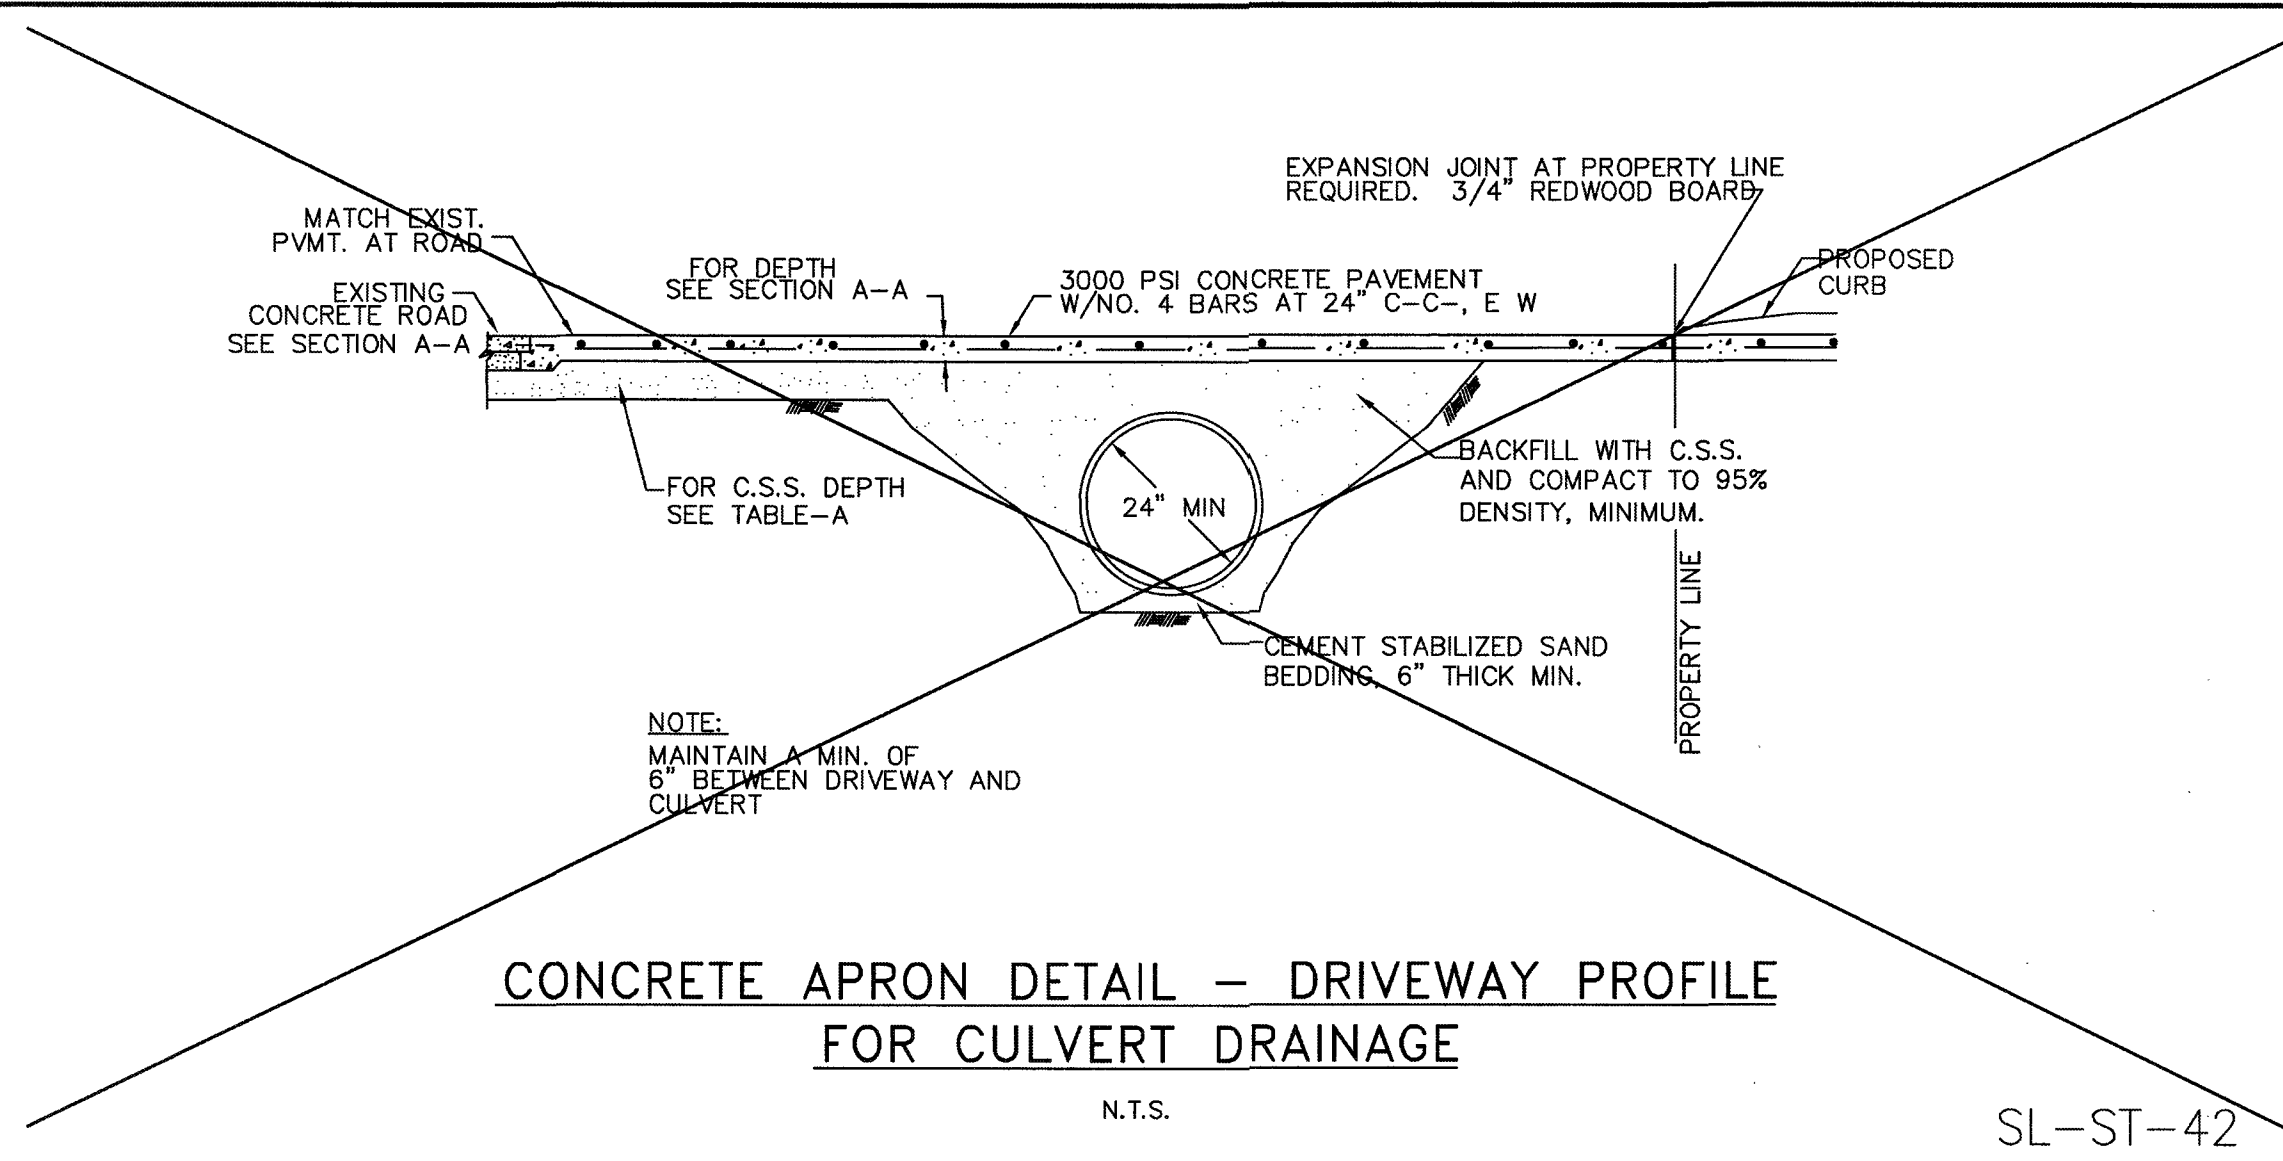 EXPANSION JOINT AT PROPERTY LINE
REQUIRED. 3/4" REDWOOD BOARD
MATCH EXIST.
PVMT. AT ROAD
FOR DEPTH
SEE SECTION A-A
3000 PSI CONCRETE PAVEMENT
W/NO. 4 BARS AT 24" C-C-, E W
PROPOSED
CURB
EXISTING
CONCRETE ROAD
SEE SECTION A-A
FOR C.S.S. DEPTH
SEE TABLE-A
24" MIN
BACKFILL WITH C.S.S.
AND COMPACT TO 95%
DENSITY, MINIMUM.
PROPERTY LINE
CEMENT STABILIZED SAND
BEDDING, 6" THICK MIN.
NOTE:
MAINTAIN A MIN. OF
6" BETWEEN DRIVEWAY AND
CULVERT
CONCRETE APRON DETAIL - DRIVEWAY PROFILE
FOR CULVERT DRAINAGE
N.T.S.
SL-ST-42